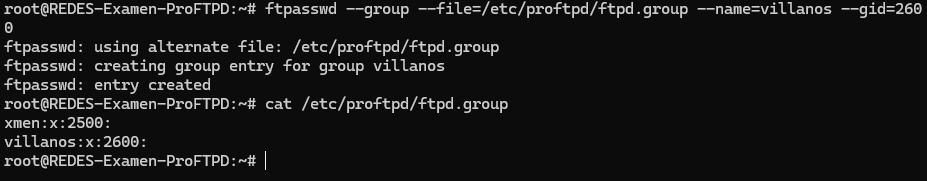 root@REDES-Examen-ProFTPD:~# ftpasswd --group --file=/etc/proftpd/ftpd.group --name=villanos --gid=260
0
ftpasswd: using alternate file: /etc/proftpd/ftpd.group
ftpasswd: creating group entry for group villanos
ftpasswd: entry created
root@REDES-Examen-ProFTPD:~# cat /etc/proftpd/ftpd.group
xmen:x:2500:
villanos:x:2600:
root@REDES-Examen-ProFTPD:~#